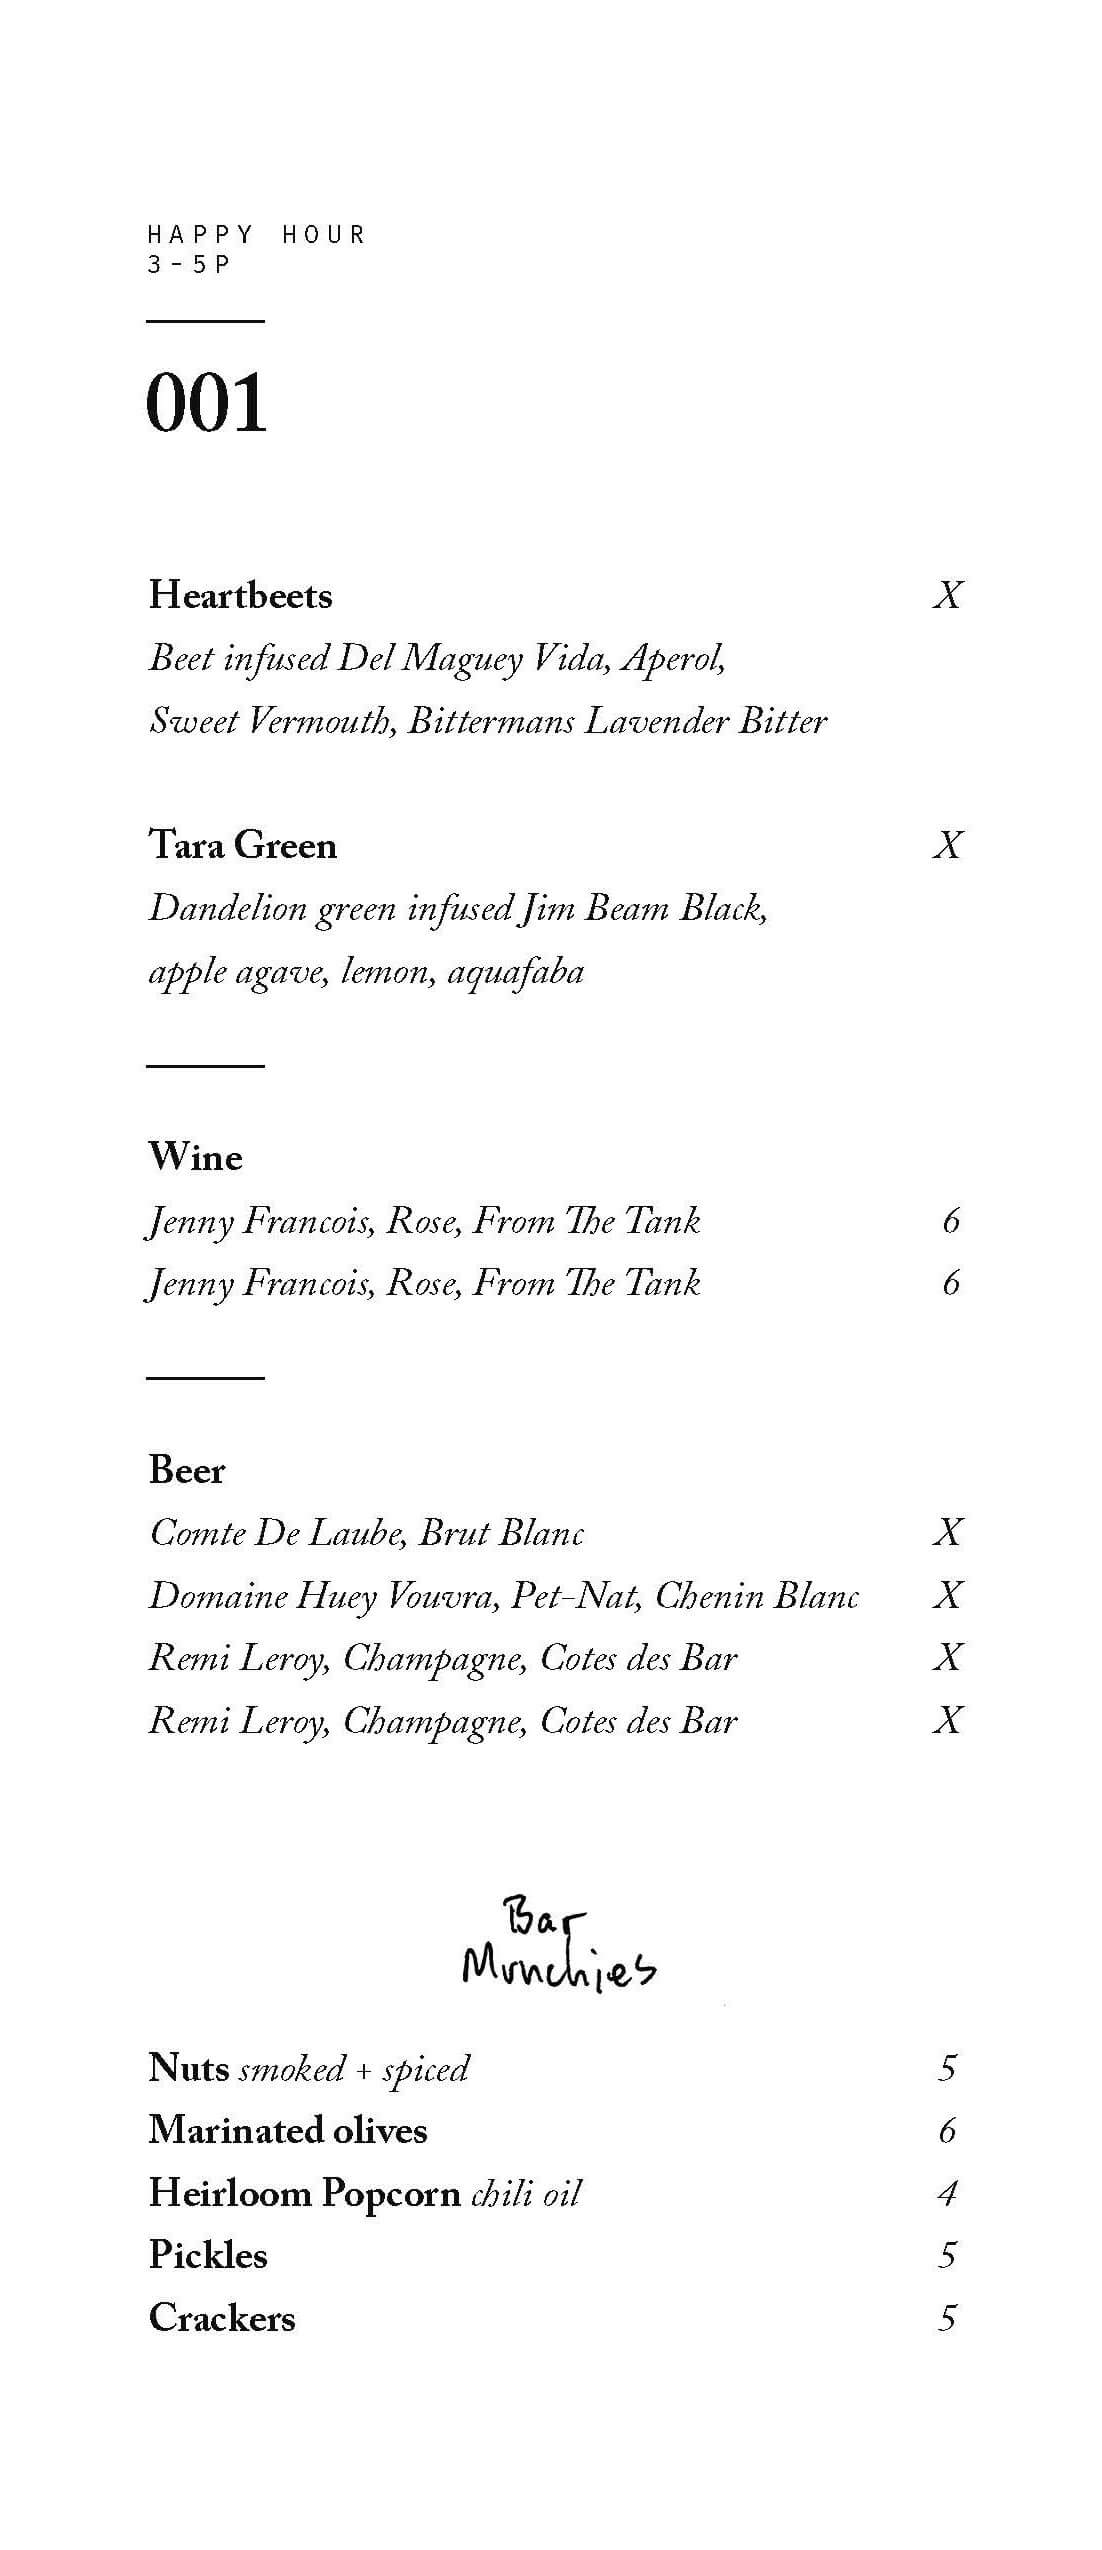 HAPPY HOUR
3-5P
001
Heartbeets X
Beet infused Del Maguey Vida, Aperol,
Sweet Vermouth, Bittermans Lavender Bitter
Tara Green X
Dandelion green infused Jim Beam Black,
apple agave, lemon, aquafaba
Wine
Jenny Francois, Rose, From The Tank 6
Jenny Francois, Rose, From The Tank 6
Beer
Comte De Laube, Brut Blanc X
Domaine Huey Vouvra, Pet-Nat, Chenin Blanc X
Remi Leroy, Champagne, Cotes des Bar X
Remi Leroy, Champagne, Cotes des Bar X
Bar
Munchies
Nuts smoked + spiced 5
Marinated olives 6
Heirloom Popcorn chili oil 4
Pickles 5
Crackers 5